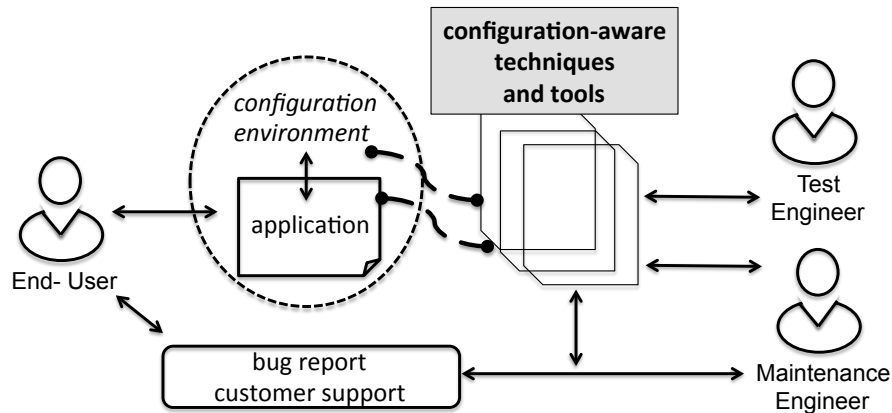 configuration-aware
techniques
and tools
configuration
environment
application
End- User
Test
Engineer
bug report
customer support
Maintenance
Engineer